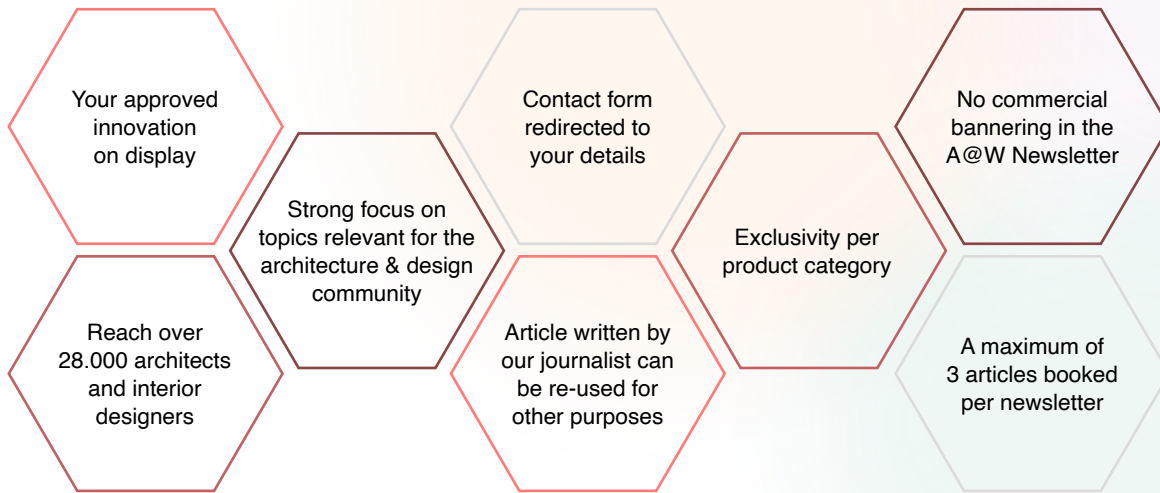 Your approved
innovation
on display
Reach over
28.000 architects
and interior
designers
Strong focus on
topics relevant for the
architecture & design
community
Contact form
redirected to
your details
Article written by
our journalist can
be re-used for
other purposes
Exclusivity per
product category
No commercial
bannering in the
A@W Newsletter
A maximum of
3 articles booked
per newsletter